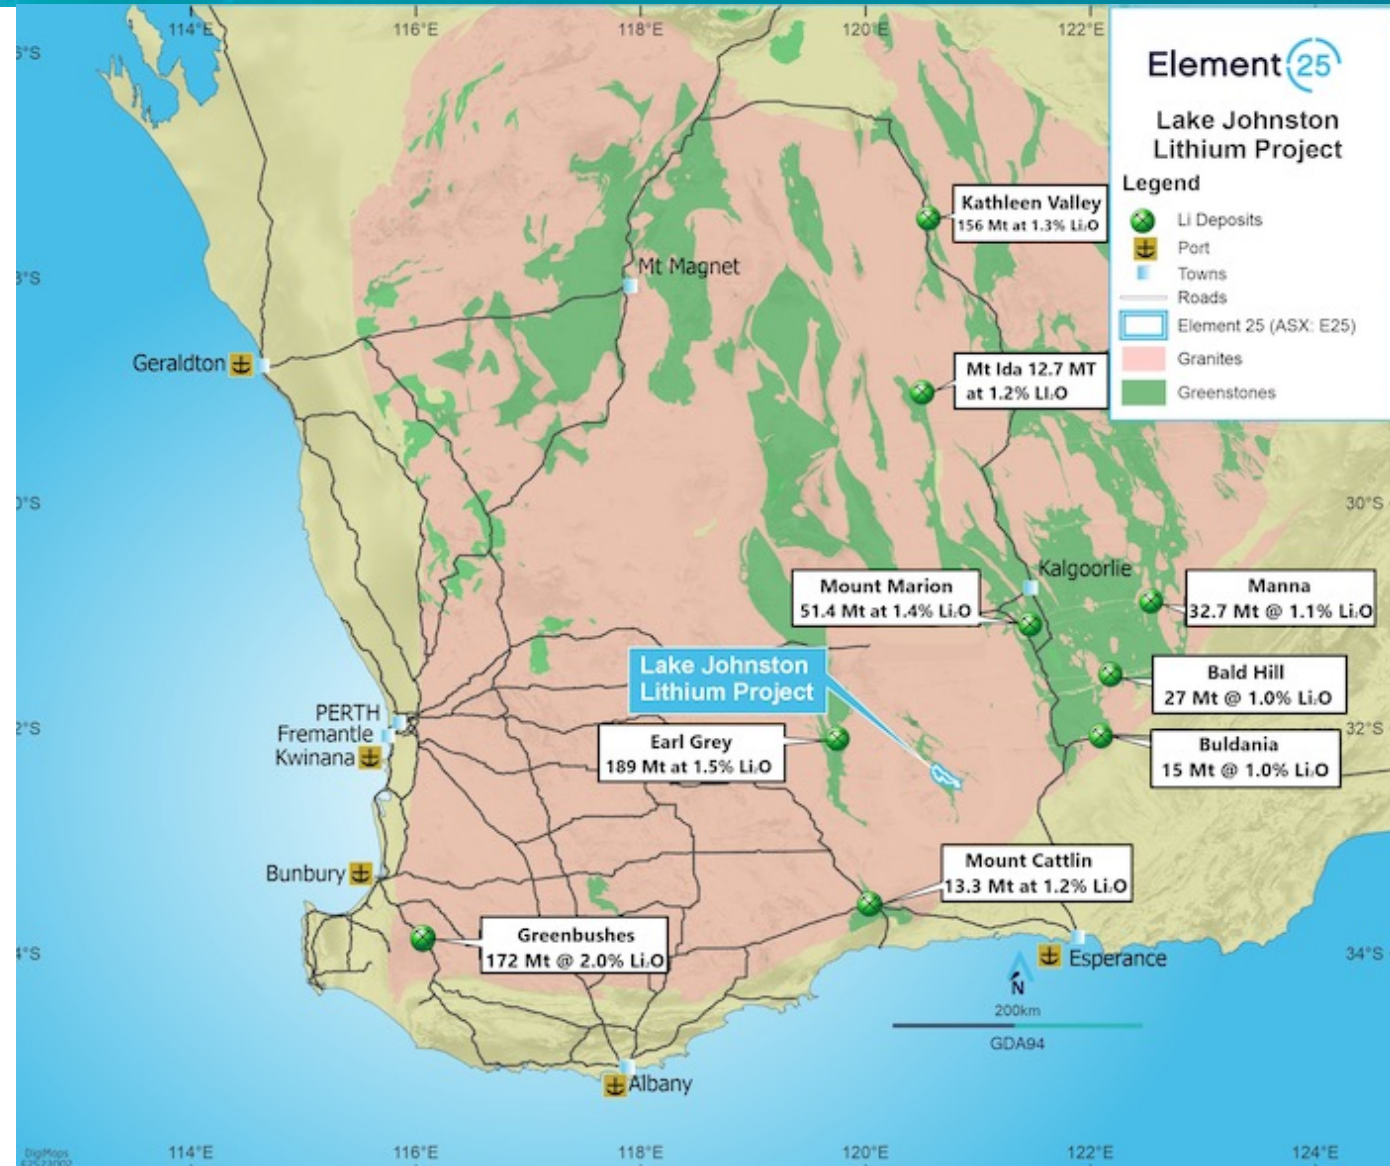 114°E 116°E 118°E 120°E 122°E
6°S
Element 25
Lake Johnston
Lithium Project
Legend
Li Deposits
Port
Towns
Roads
Element 25 (ASX: E25)
Granites
Greenstones
Kathleen Valley
156 Mt at 1.3% Li₂O
8°S
Mt Magnet
Geraldton
Mt Ida 12.7 MT
at 1.2% LI₂O
0°S
30°S
Kalgoorlie
Mount Marion
51.4 Mt at 1.4% Li₂O
Manna
32.7 Mt @ 1.1% Li₂O
Lake Johnston
Lithium Project
Bald Hill
27 Mt @ 1.0% Li₂O
PERTH
Fremantle
Kwinana
2°S
32°S
Earl Grey
189 Mt at 1.5% Li₂O
Buldania
15 Mt @ 1.0% Li₂O
Bunbury
Mount Cattlin
13.3 Mt at 1.2% Li₂O
Greenbushes
172 Mt @ 2.0% Li₂O
4°S
34°S
Esperance
N
200km
GDA94
Albany
DigiMaps
114°E 116°E 118°E 120°E 122°E 124°E